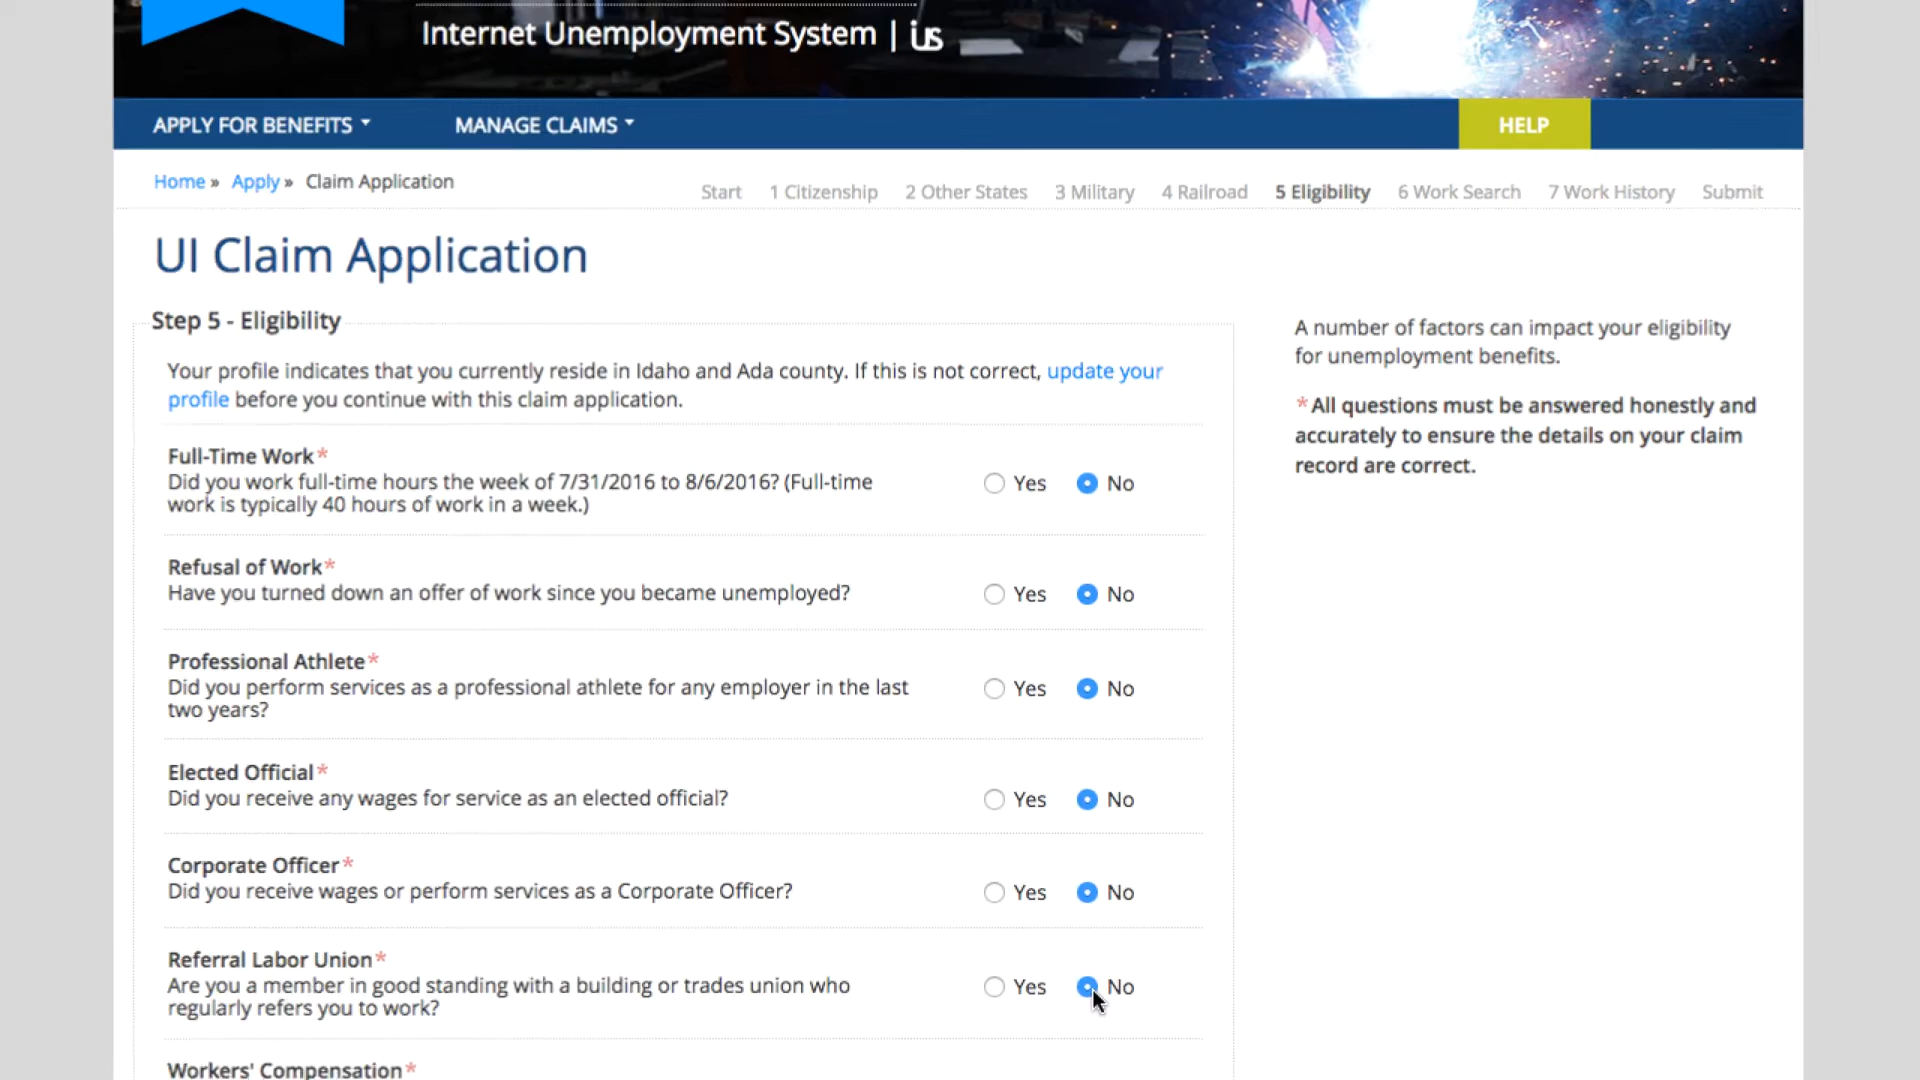 Internet Unemployment System | ius
APPLY FOR BENEFITS
MANAGE CLAIMS
HELP
Home » Apply » Claim Application
Start 1 Citizenship 2 Other States 3 Military 4 Railroad 5 Eligibility 6 Work Search 7 Work History Submit
UI Claim Application
Step 5 - Eligibility
Your profile indicates that you currently reside in Idaho and Ada county. If this is not correct, update your
profile before you continue with this claim application.
Full-Time Work*
Did you work full-time hours the week of 7/31/2016 to 8/6/2016? (Full-time
work is typically 40 hours of work in a week.)
Yes No
Refusal of Work*
Have you turned down an offer of work since you became unemployed?
Yes No
Professional Athlete*
Did you perform services as a professional athlete for any employer in the last
two years?
Yes No
Elected Official*
Did you receive any wages for service as an elected official?
Yes No
Corporate Officer*
Did you receive wages or perform services as a Corporate Officer?
Yes No
Referral Labor Union*
Are you a member in good standing with a building or trades union who
regularly refers you to work?
Yes No
Workers' Compensation*
A number of factors can impact your eligibility
for unemployment benefits.
*All questions must be answered honestly and
accurately to ensure the details on your claim
record are correct.